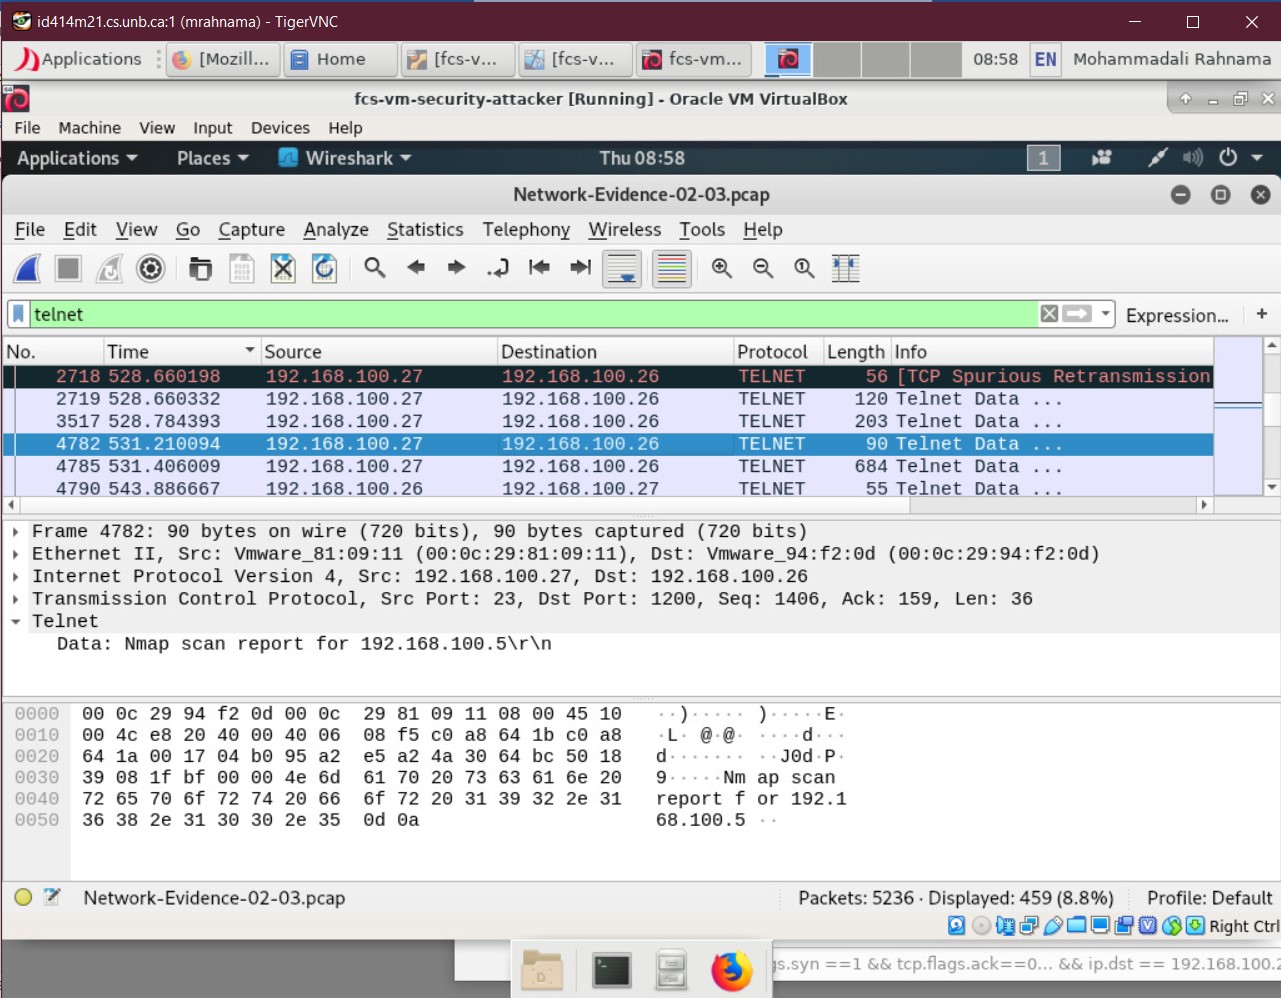 id414m21.cs.unb.ca:1 (mrahnama) - TigerVNC
Applications [Mozill... Home [fcs-v... [fcs-v... fcs-vm... 08:58 EN Mohammadali Rahnama
fcs-vm-security-attacker [Running] - Oracle VM VirtualBox
File Machine View Input Devices Help
Applications Places Wireshark Thu 08:58 1
Network-Evidence-02-03.pcap
File Edit View Go Capture Analyze Statistics Telephony Wireless Tools Help
telnet Expression... +
No. Time Source Destination Protocol Length Info
2718 528.660198 192.168.100.27 192.168.100.26 TELNET 56 [TCP Spurious Retransmission
2719 528.660332 192.168.100.27 192.168.100.26 TELNET 120 Telnet Data ...
3517 528.784393 192.168.100.27 192.168.100.26 TELNET 203 Telnet Data ...
4782 531.210094 192.168.100.27 192.168.100.26 TELNET 90 Telnet Data ...
4785 531.406009 192.168.100.27 192.168.100.26 TELNET 684 Telnet Data ...
4790 543.886667 192.168.100.26 192.168.100.27 TELNET 55 Telnet Data ...
Frame 4782: 90 bytes on wire (720 bits), 90 bytes captured (720 bits)
Ethernet II, Src: Vmware_81:09:11 (00:0c:29:81:09:11), Dst: Vmware_94:f2:0d (00:0c:29:94:f2:0d)
Internet Protocol Version 4, Src: 192.168.100.27, Dst: 192.168.100.26
Transmission Control Protocol, Src Port: 23, Dst Port: 1200, Seq: 1406, Ack: 159, Len: 36
Telnet
Data: Nmap scan report for 192.168.100.5\r\n
0000 00 0c 29 94 f2 0d 00 0c 29 81 09 11 08 00 45 10 ··)····· )·····E·
0010 00 4c e8 20 40 00 40 06 08 f5 c0 a8 64 1b c0 a8 ·L· @·@· ····d···
0020 64 1a 00 17 04 b0 95 a2 e5 a2 4a 30 64 bc 50 18 d······· ··J0d·P·
0030 39 08 1f bf 00 00 4e 6d 61 70 20 73 63 61 6e 20 9·····Nm ap scan
0040 72 65 70 6f 72 74 20 66 6f 72 20 31 39 32 2e 31 report f or 192.1
0050 36 38 2e 31 30 30 2e 35 0d 0a 68.100.5 ··
Network-Evidence-02-03.pcap Packets: 5236 · Displayed: 459 (8.8%) Profile: Default
Right Ctrl
gs.syn ==1 && tcp.flags.ack==0... && ip.dst == 192.168.100.2